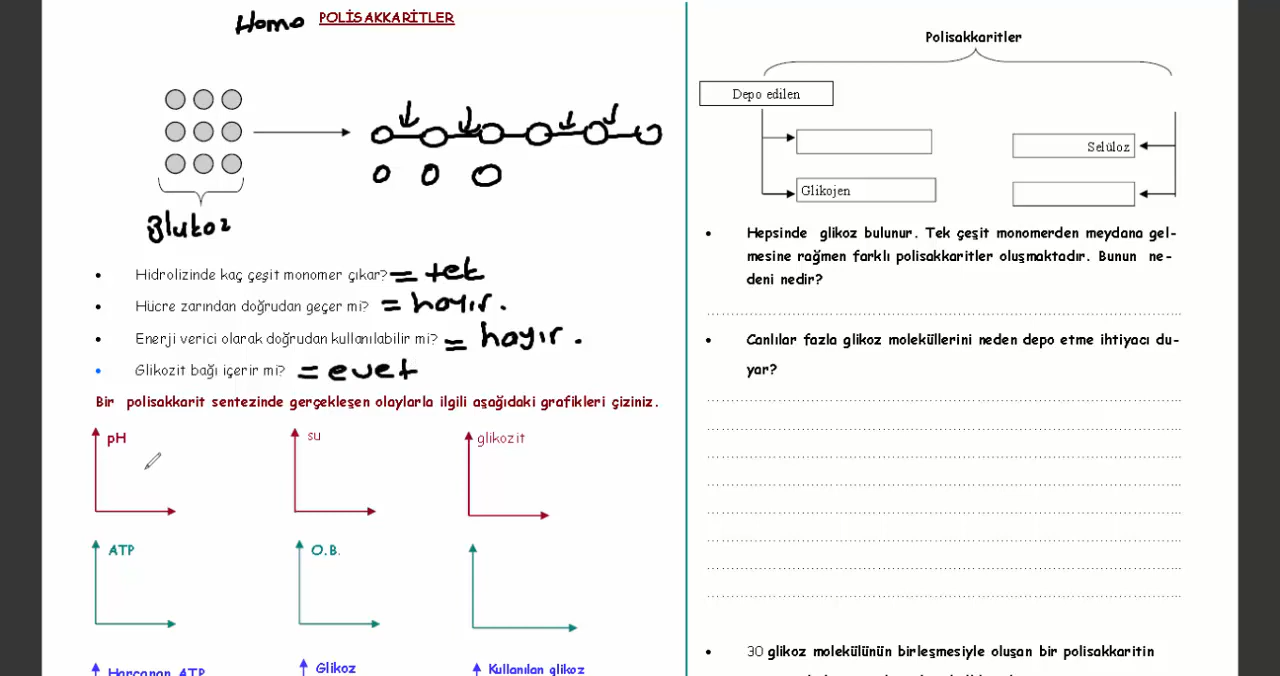 Homo POLİSAKKARİTLER
Glukoz
Hidrolizinde kaç çeşit monomer çıkar? = tek
Hücre zarından doğrudan geçer mi? = hayır.
Enerji verici olarak doğrudan kullanılabilir mi? = hayır.
Glikozit bağı içerir mi? = evet
Bir polisakkarit sentezinde gerçekleşen olaylarla ilgili aşağıdaki grafikleri çiziniz.
pH su glikozit
ATP O.B.
Harcanan ATP Glikoz Kullanılan glikoz
Polisakkaritler
Depo edilen
Selüloz
Glikojen
Hepsinde glikoz bulunur. Tek çeşit monomerden meydana gel-
mesine rağmen farklı polisakkaritler oluşmaktadır. Bunun ne-
deni nedir?
Canlılar fazla glikoz moleküllerini neden depo etme ihtiyacı du-
yar?
30 glikoz molekülünün birleşmesiyle oluşan bir polisakkaritin